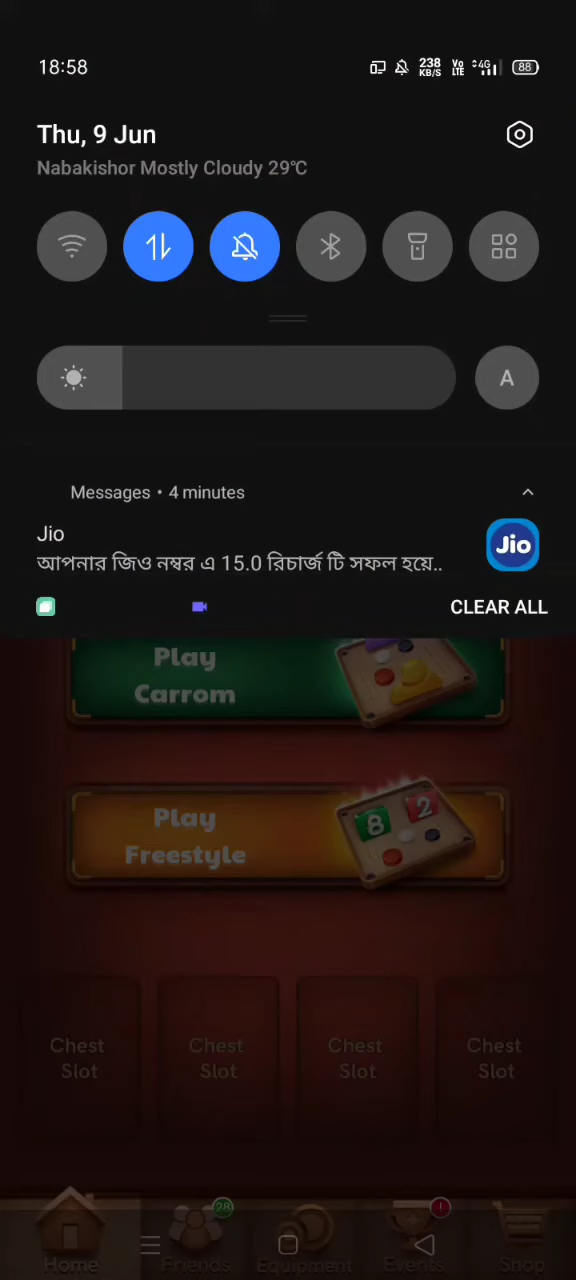 18:58
238
KB/S
Vo
LTE
4G
88
Thu, 9 Jun
Nabakishor Mostly Cloudy 29℃
A
Messages • 4 minutes
Jio
Jio
আপনার জিও নম্বর এ 15.0 রিচার্জ টি সফল হয়ে..
CLEAR ALL
Play
Carrom
Play
Freestyle
8
2
Chest
Slot
Chest
Slot
Chest
Slot
Chest
Slot
28
!
Home
Friends
Equipment
Events
Shop